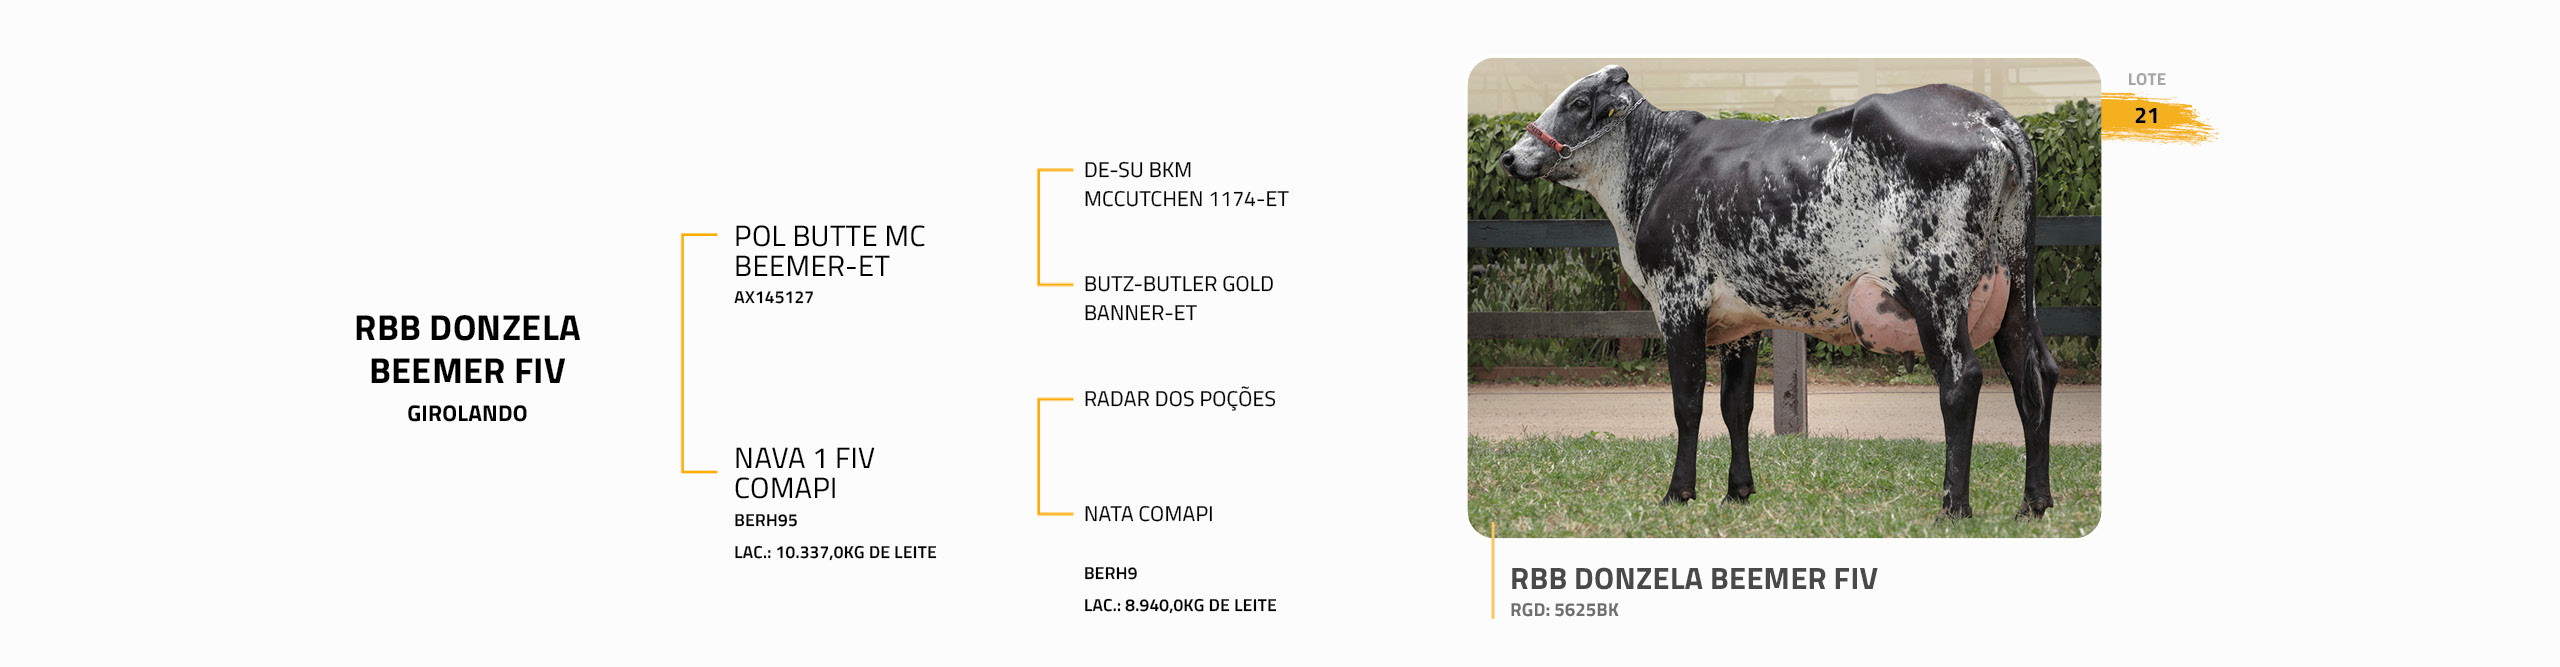 RBB DONZELA
BEEMER FIV
GIROLANDO
POL BUTTE MC
BEEMER-ET
AX145127
NAVA 1 FIV
COMAPI
BERH95
LAC.: 10.337,0KG DE LEITE
DE-SU BKM
MCCUTCHEN 1174-ET
BUTZ-BUTLER GOLD
BANNER-ET
RADAR DOS POÇÕES
NATA COMAPI
BERH9
LAC.: 8.940,0KG DE LEITE
LOTE
21
RBB DONZELA BEEMER FIV
RGD: 5625BK